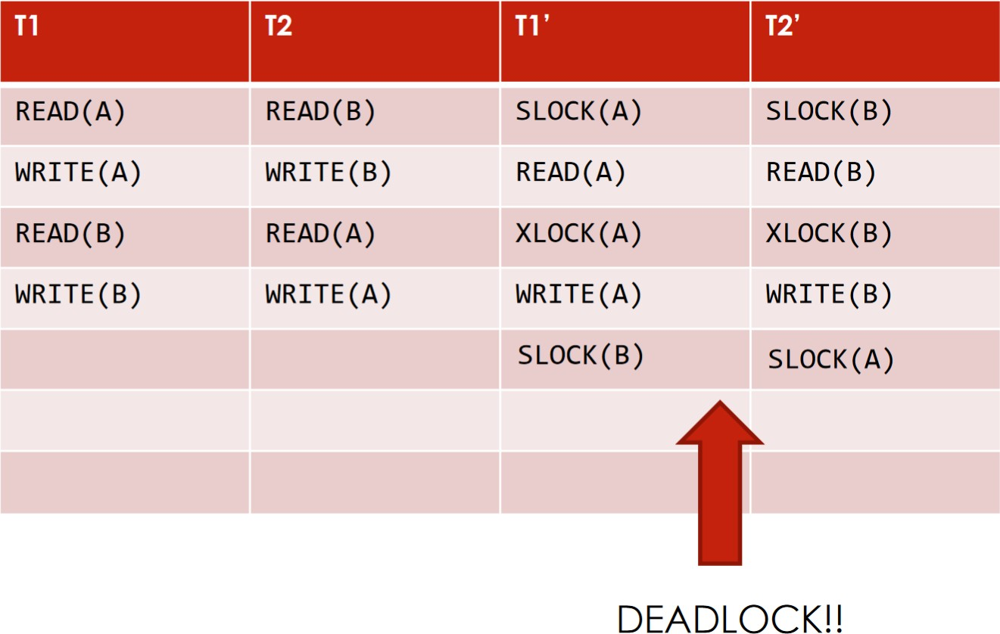 T1 T2 T1’ T2’
READ(A) READ(B) SLOCK(A) SLOCK(B)
WRITE(A) WRITE(B) READ(A) READ(B)
READ(B) READ(A) XLOCK(A) XLOCK(B)
WRITE(B) WRITE(A) WRITE(A) WRITE(B)
SLOCK(B) SLOCK(A)
DEADLOCK!!